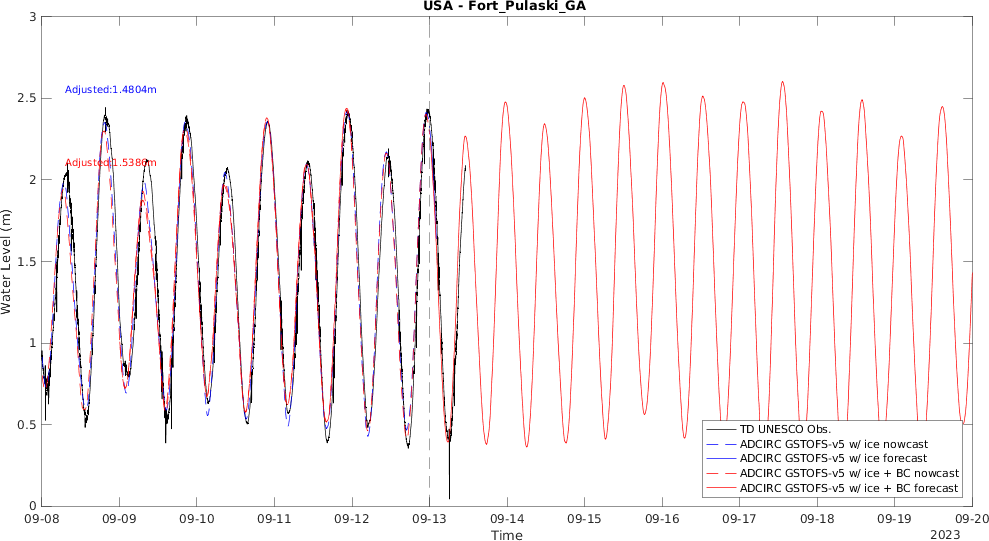 USA - Fort_Pulaski_GA
3
2.5
2
1.5
1
0.5
0
Water Level (m)
Adjusted:1.4804m
Adjusted:1.5386m
TD UNESCO Obs.
ADCIRC GSTOFS-v5 w/ ice nowcast
ADCIRC GSTOFS-v5 w/ ice forecast
ADCIRC GSTOFS-v5 w/ ice + BC nowcast
ADCIRC GSTOFS-v5 w/ ice + BC forecast
09-08 09-09 09-10 09-11 09-12 09-13 09-14 09-15 09-16 09-17 09-18 09-19 09-20
Time
2023